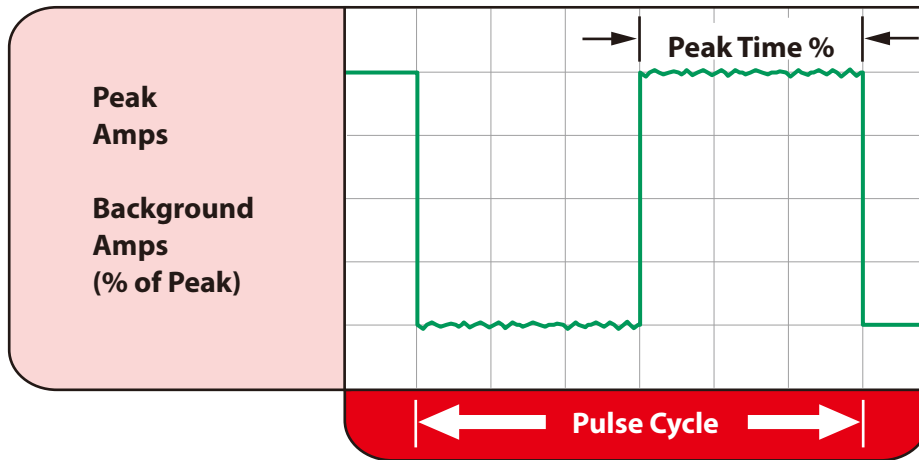 Peak Time %
Peak
Amps
Background
Amps
(% of Peak)
Pulse Cycle